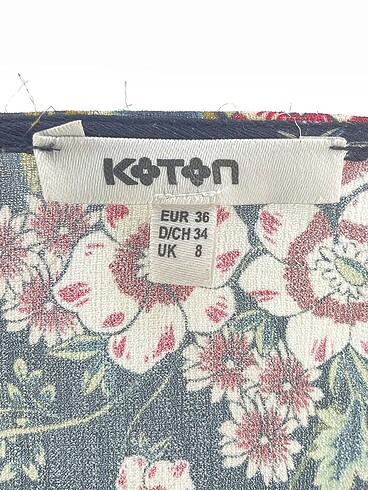 KOTON
EUR 36
D/CH 34
UK 8